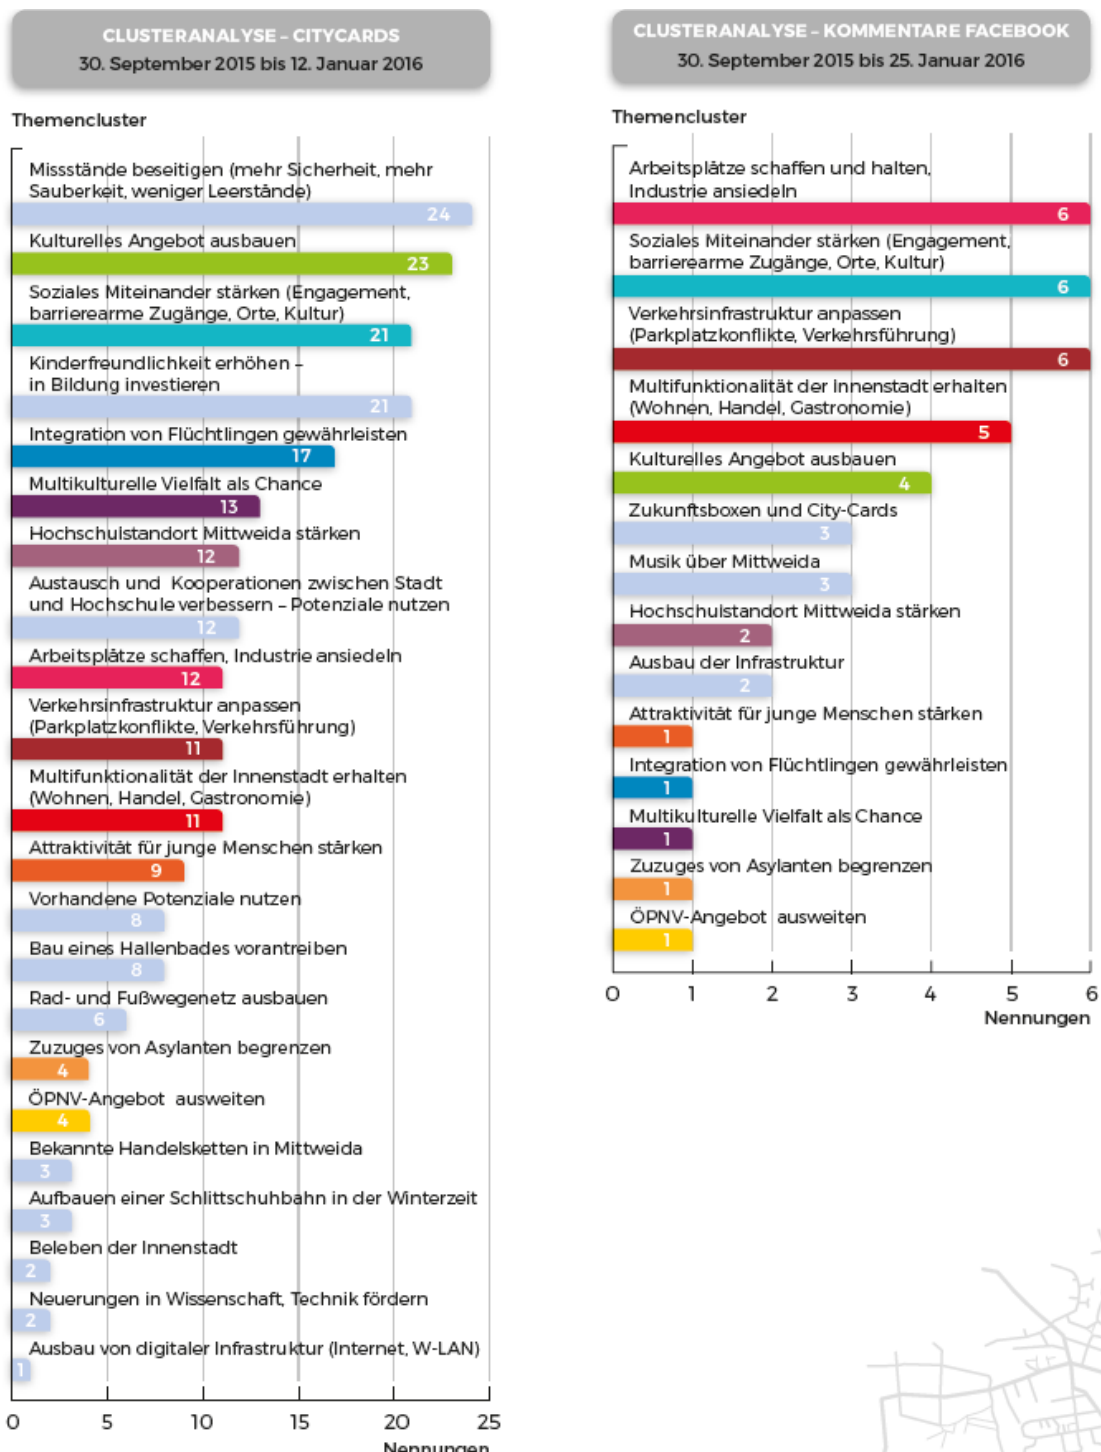 CLUSTERANALYSE – CITYCARDS
30. September 2015 bis 12. Januar 2016
Themencluster
Missstände beseitigen (mehr Sicherheit, mehr
Sauberkeit, weniger Leerstände)
24
Kulturelles Angebot ausbauen
23
Soziales Miteinander stärken (Engagement,
barrierearme Zugänge, Orte, Kultur)
21
Kinderfreundlichkeit erhöhen –
in Bildung investieren
21
Integration von Flüchtlingen gewährleisten
17
Multikulturelle Vielfalt als Chance
13
Hochschulstandort Mittweida stärken
12
Austausch und Kooperationen zwischen Stadt
und Hochschule verbessern – Potenziale nutzen
12
Arbeitsplätze schaffen, Industrie ansiedeln
12
Verkehrsinfrastruktur anpassen
(Parkplatzkonflikte, Verkehrsführung)
11
Multifunktionalität der Innenstadt erhalten
(Wohnen, Handel, Gastronomie)
11
Attraktivität für junge Menschen stärken
9
Vorhandene Potenziale nutzen
8
Bau eines Hallenbades vorantreiben
8
Rad- und Fußwegenetz ausbauen
6
Zuzuges von Asylanten begrenzen
4
ÖPNV-Angebot ausweiten
4
Bekannte Handelsketten in Mittweida
3
Aufbauen einer Schlittschuhbahn in der Winterzeit
3
Beleben der Innenstadt
2
Neuerungen in Wissenschaft, Technik fördern
2
Ausbau von digitaler Infrastruktur (Internet, W-LAN)
1
0 5 10 15 20 25
Nennungen
CLUSTERANALYSE – KOMMENTARE FACEBOOK
30. September 2015 bis 25. Januar 2016
Themencluster
Arbeitsplätze schaffen und halten,
Industrie ansiedeln
6
Soziales Miteinander stärken (Engagement,
barrierearme Zugänge, Orte, Kultur)
6
Verkehrsinfrastruktur anpassen
(Parkplatzkonflikte, Verkehrsführung)
6
Multifunktionalität der Innenstadt erhalten
(Wohnen, Handel, Gastronomie)
5
Kulturelles Angebot ausbauen
4
Zukunftsboxen und City-Cards
3
Musik über Mittweida
3
Hochschulstandort Mittweida stärken
2
Ausbau der Infrastruktur
2
Attraktivität für junge Menschen stärken
1
Integration von Flüchtlingen gewährleisten
1
Multikulturelle Vielfalt als Chance
1
Zuzuges von Asylanten begrenzen
1
ÖPNV-Angebot ausweiten
1
0 1 2 3 4 5 6
Nennungen